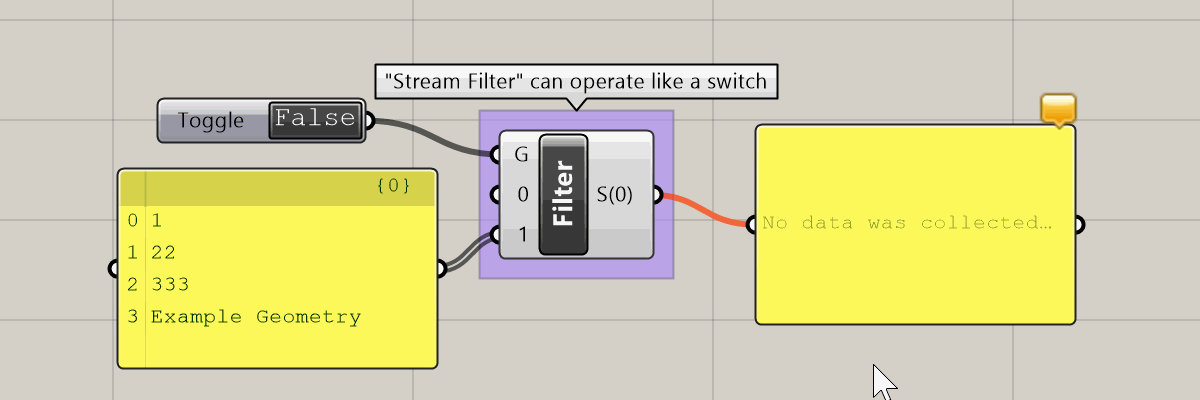 "Stream Filter" can operate like a switch
Toggle False
G
0
1
Filter
S(0)
{0}
0 1
1 22
2 333
3 Example Geometry
No data was collected…